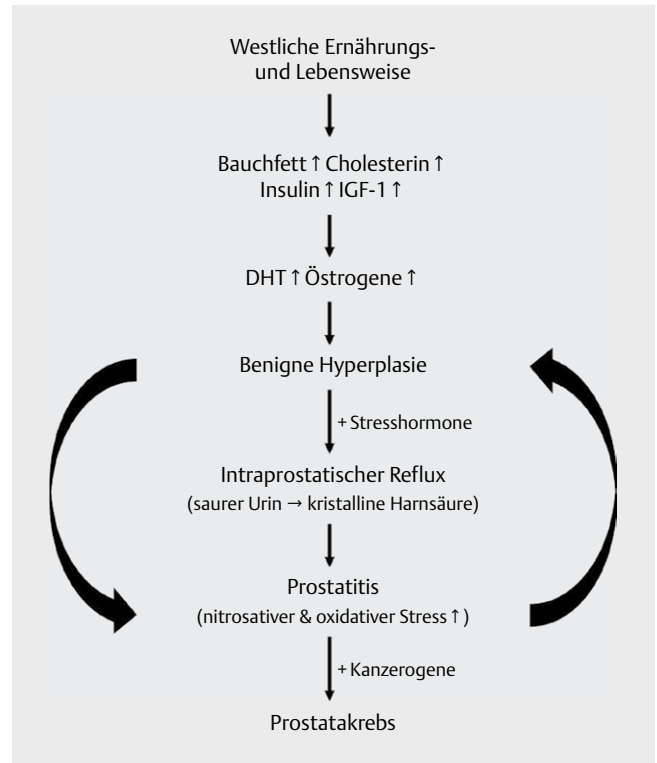 Westliche Ernährungs-
und Lebensweise
Bauchfett ↑ Cholesterin ↑
Insulin ↑ IGF-1 ↑
DHT ↑ Östrogene ↑
Benigne Hyperplasie
+ Stresshormone
Intraprostatischer Reflux
(saurer Urin → kristalline Harnsäure)
Prostatitis
(nitrosativer & oxidativer Stress ↑ )
+ Kanzerogene
Prostatakrebs